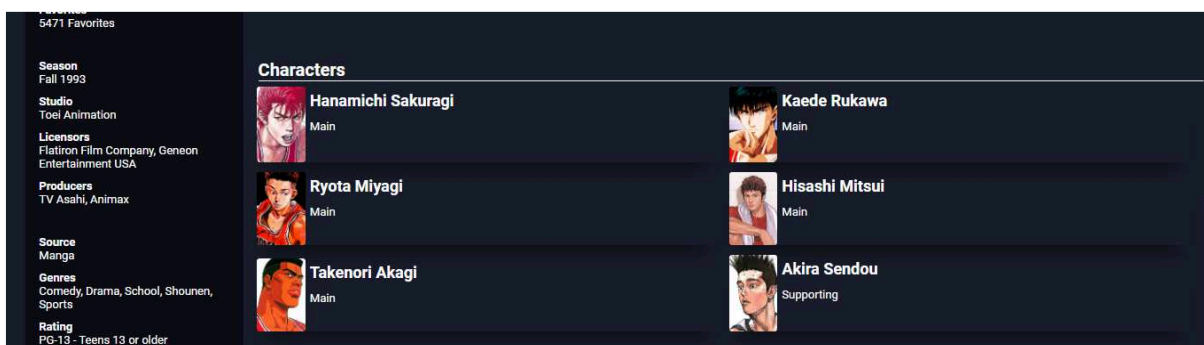 Favorites
5471 Favorites
Season
Fall 1993
Studio
Toei Animation
Licensors
Flatiron Film Company, Geneon
Entertainment USA
Producers
TV Asahi, Animax
Source
Manga
Genres
Comedy, Drama, School, Shounen,
Sports
Rating
PG-13 - Teens 13 or older
Characters
Hanamichi Sakuragi
Main
Kaede Rukawa
Main
Ryota Miyagi
Main
Hisashi Mitsui
Main
Takenori Akagi
Main
Akira Sendou
Supporting